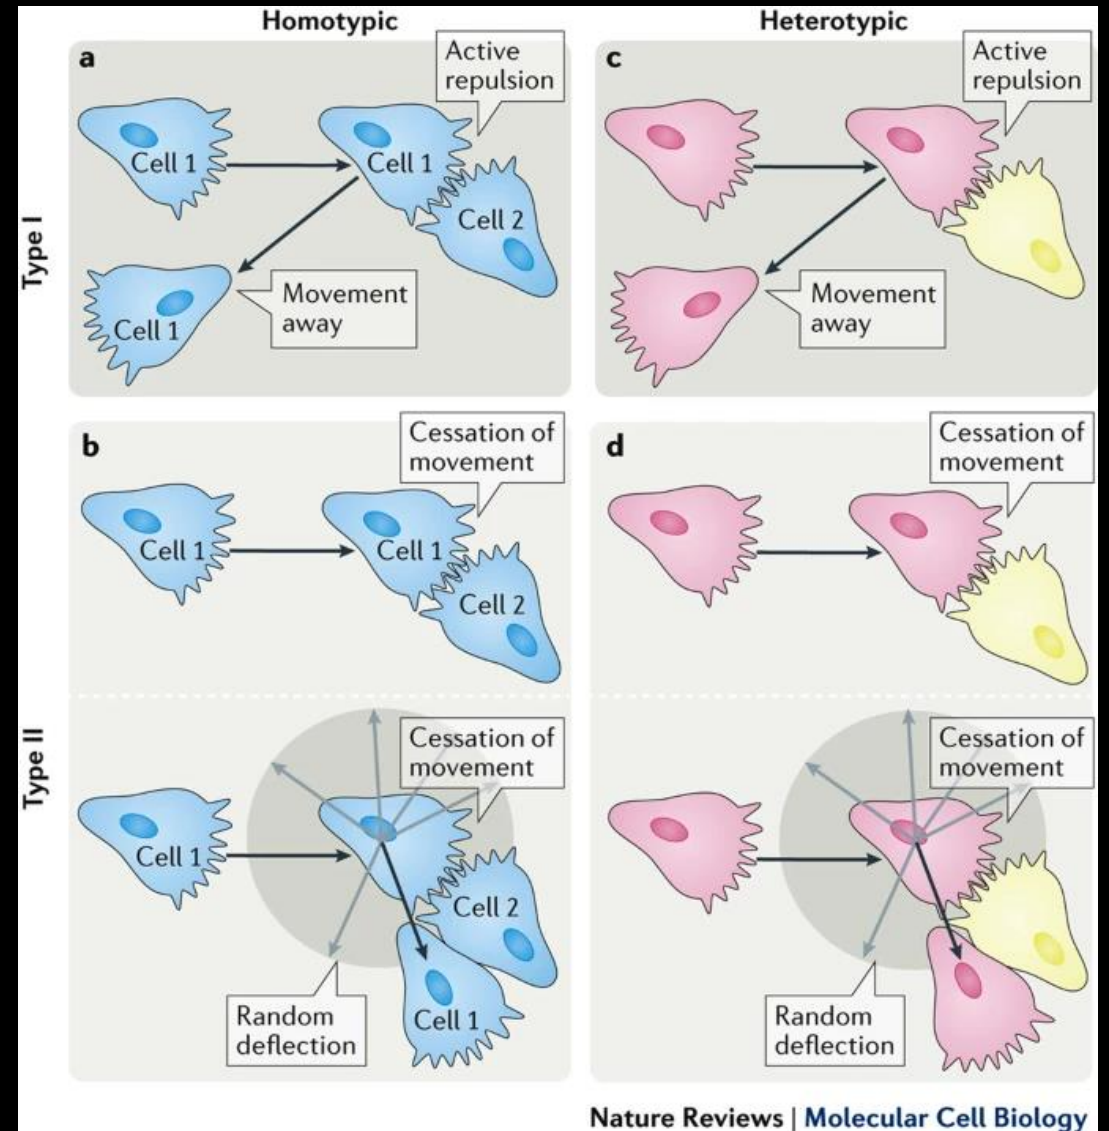 Homotypic
Heterotypic
Type I
a
Active
repulsion
Cell 1
Cell 1
Cell 2
Movement
away
Cell 1
c
Active
repulsion
Movement
away
Type II
b
Cessation of
movement
Cell 1
Cell 1
Cell 2
Cessation of
movement
Cell 1
Cell 2
Cell 1
Random
deflection
d
Cessation of
movement
Cessation of
movement
Random
deflection
Nature Reviews | Molecular Cell Biology